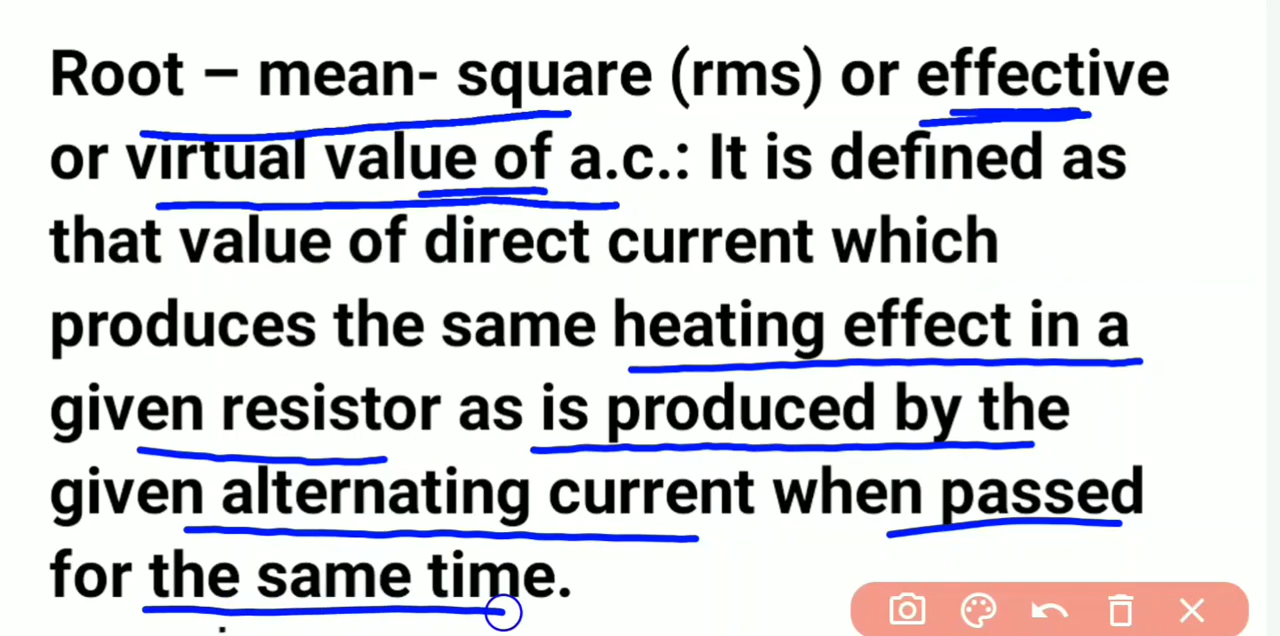 Root – mean- square (rms) or effective
or virtual value of a.c.: It is defined as
that value of direct current which
produces the same heating effect in a
given resistor as is produced by the
given alternating current when passed
for the same time.